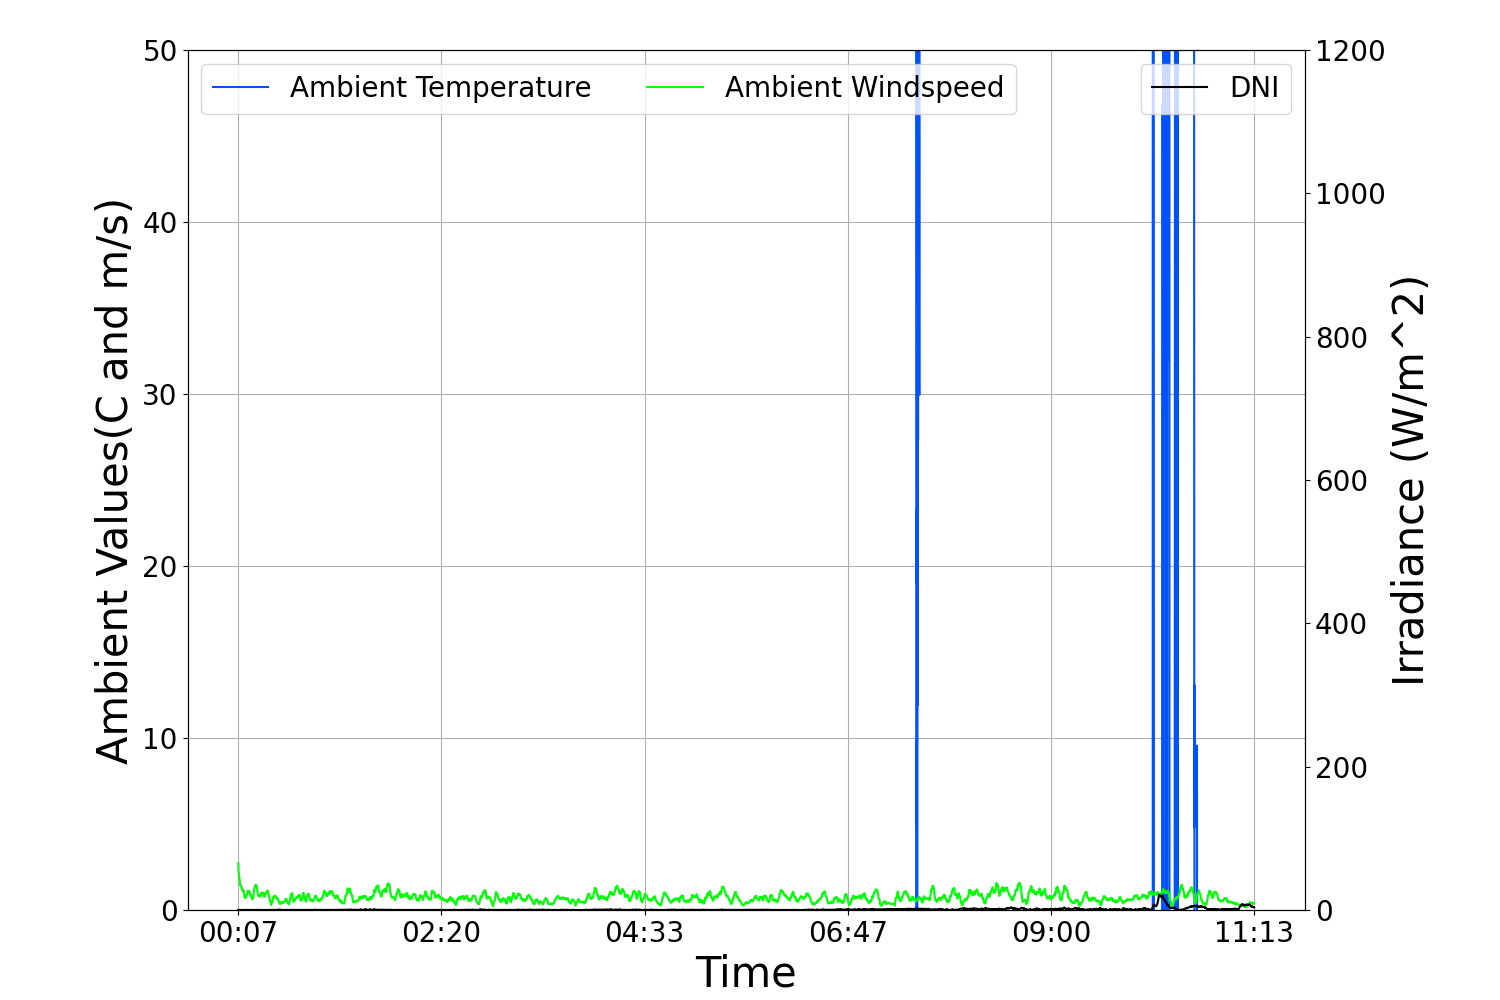 Ambient Temperature Ambient Windspeed DNI
50
40
30
20
10
0
1200
1000
800
600
400
200
0
Ambient Values(C and m/s)
Irradiance (W/m^2)
00:07 02:20 04:33 06:47 09:00 11:13
Time